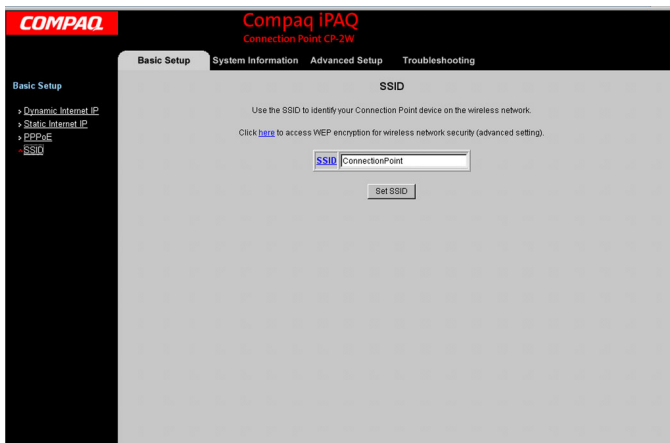 COMPAQ
Compaq iPAQ
Connection Point CP-2W
Basic Setup System Information Advanced Setup Troubleshooting
Basic Setup
Dynamic Internet IP
Static Internet IP
PPPoE
SSID
SSID
Use the SSID to identify your Connection Point device on the wireless network.
Click here to access WEP encryption for wireless network security (advanced setting).
SSID ConnectionPoint
Set SSID